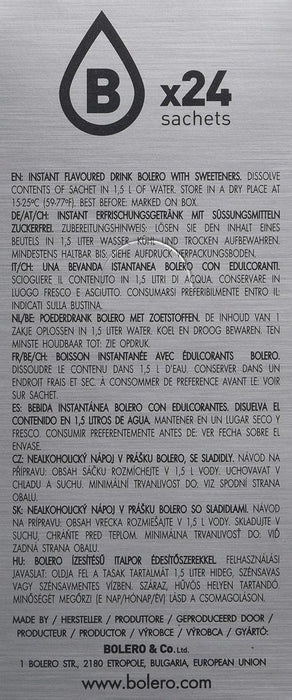 B
x24
sachets
EN: INSTANT FLAVOURED DRINK BOLERO WITH SWEETENERS. DISSOLVE
CONTENTS OF SACHET IN 1,5 L OF WATER. STORE IN A DRY PLACE AT
15-25ºC (59-77ºF). BEST BEFORE: MARKED ON BOX.
DE/AT/CH: INSTANT ERFRISCHUNGSGETRÄNK MIT SÜSSUNGSMITTELN
ZUCKERFREI. ZUBEREITUNGSHINWEIS: LÖSEN SIE DEN INHALT EINES
BEUTELS IN 1,5 LITER WASSER. KÜHL UND TROCKEN AUFBEWAHREN.
MINDESTENS HALTBAR BIS: SIEHE AUFDRUCK VERPACKUNGSBODEN.
IT/CH: UNA BEVANDA ISTANTANEA BOLERO CON EDULCORANTI.
SCIOGLIERE IL CONTENUTO IN 1,5 LITRI DI ACQUA. CONSERVARE IN
LUOGO FRESCO E ASCIUTTO. CONSUMARSI PREFERIBILMENTE ENTRO IL:
INDICATI SULLA BUSTINA.
NL/BE: POEDERDRANK BOLERO MET ZOETSTOFFEN. DE INHOUD VAN 1
ZAKJE OPLOSSEN IN 1,5 LITER WATER. KOEL EN DROOG BEWAREN. TEN
MINSTE HOUDBAAR TOT: ZIE OPDRUK.
FR/BE/CH: BOISSON INSTANTANÉE AVEC ÉDULCORANTS BOLERO.
DISSOUDRE LE CONTENU DANS 1,5 L D'EAU. CONSERVER DANS UN
ENDROIT FRAIS ET SEC. A CONSOMMER DE PREFERENCE AVANT LE: VOIR
SUR SACHET.
ES: BEBIDA INSTANTÁNEA BOLERO CON EDULCORANTES. DISUELVA EL
CONTENIDO EN 1,5 LITROS DE AGUA. MANTENER EN UN LUGAR SECO Y
FRESCO. CONSUMIR PREFERENTEMENTE ANTES DE: VER FECHA SOBRE EL
ENVASE.
CZ: NEALKOHOLICKÝ NÁPOJ V PRÁŠKU BOLERO, SE SLADIDLY. NÁVOD NA
PŘÍPRAVU: OBSAH SÁČKU ROZMÍCHEJTE V 1,5 L VODY. UCHOVAVAT V
CHLADU A SUCHU. MINIMÁLNÍ TRVANLIVOST DO: VIZ SPODNÍ STRANA
OBALU.
SK: NEALKOHOLICKÝ NÁPOJ V PRÁŠKU BOLERO SO SLADIDLAMI. NÁVOD
NA PRÍPRAVU: OBSAH VRECKA ROZMIEŠAJTE V 1,5 L VODY. SKLADUJTE V
SUCHU, CHRÁŇTE PRED TEPLOM. MINIMÁLNA TRVANLIVOST DO: VIĎ
ZADNÁ STRANA OBALU.
HU: BOLERO ÍZESÍTÉSŰ ITALPOR ÉDESÍTŐSZEREKKEL. FELHASZNÁLÁSI
JAVASLAT: OLDJA FEL A TASAK TARTALMÁT 1,5 LITER HIDEG, SZÉNSAVAS
VAGY SZÉNSAVMENTES VÍZBEN. SZÁRAZ, HŰVÖS HELYEN TARTANDÓ.
MINŐSÉGÉT MEGŐRZI (E NAP/HÓNAP/ÉV) LÁSD A CSOMAGOLÁSON.
MADE BY / HERSTELLER / PRODUTTORE / GEPRODUCEERD DOOR /
PRODUCTEUR / PRODUCTOR / VÝROBCE / VÝROBCA / GYÁRTÓ:
BOLERO & Co. Ltd.
1 BOLERO STR., 2180 ETROPOLE, BULGARIA, EUROPEAN UNION
www.bolero.com